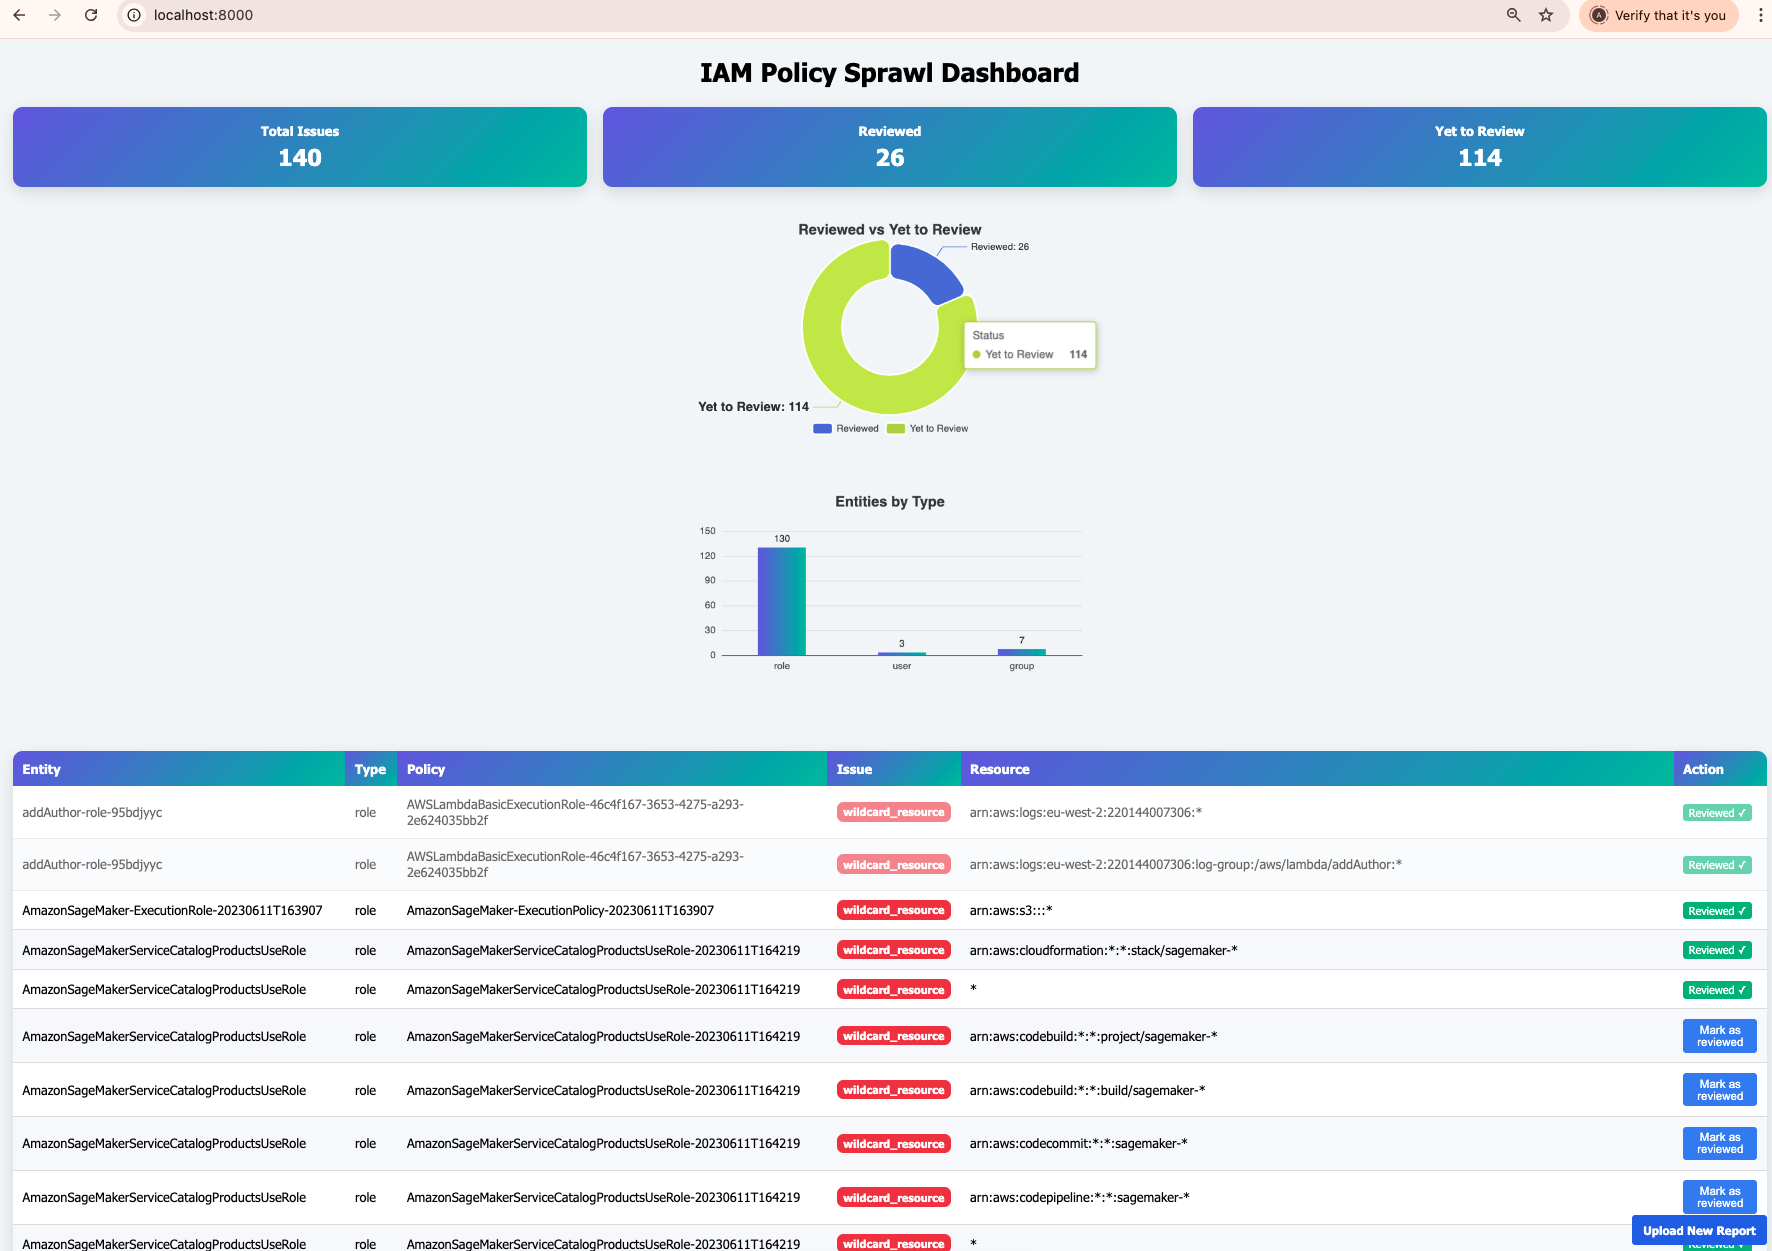 localhost:8000
Verify that it's you
IAM Policy Sprawl Dashboard
Total Issues
140
Reviewed
26
Yet to Review
114
Reviewed vs Yet to Review
Reviewed: 26
Status
Yet to Review 114
Yet to Review: 114
Reviewed Yet to Review
Entities by Type
150
120
90
60
30
0
130
3
7
role user group
Entity Type Policy Issue Resource Action
addAuthor-role-95bdjyyc role AWSLambdaBasicExecutionRole-46c4f167-3653-4275-a293-
2e624035bb2f wildcard_resource arn:aws:logs:eu-west-2:220144007306:* Reviewed ✓
addAuthor-role-95bdjyyc role AWSLambdaBasicExecutionRole-46c4f167-3653-4275-a293-
2e624035bb2f wildcard_resource arn:aws:logs:eu-west-2:220144007306:log-group:/aws/lambda/addAuthor:* Reviewed ✓
AmazonSageMaker-ExecutionRole-20230611T163907 role AmazonSageMaker-ExecutionPolicy-20230611T163907 wildcard_resource arn:aws:s3:::* Reviewed ✓
AmazonSageMakerServiceCatalogProductsUseRole role AmazonSageMakerServiceCatalogProductsUseRole-20230611T164219 wildcard_resource arn:aws:cloudformation:*:*:stack/sagemaker-* Reviewed ✓
AmazonSageMakerServiceCatalogProductsUseRole role AmazonSageMakerServiceCatalogProductsUseRole-20230611T164219 wildcard_resource * Reviewed ✓
AmazonSageMakerServiceCatalogProductsUseRole role AmazonSageMakerServiceCatalogProductsUseRole-20230611T164219 wildcard_resource arn:aws:codebuild:*:*:project/sagemaker-* Mark as
reviewed
AmazonSageMakerServiceCatalogProductsUseRole role AmazonSageMakerServiceCatalogProductsUseRole-20230611T164219 wildcard_resource arn:aws:codebuild:*:*:build/sagemaker-* Mark as
reviewed
AmazonSageMakerServiceCatalogProductsUseRole role AmazonSageMakerServiceCatalogProductsUseRole-20230611T164219 wildcard_resource arn:aws:codecommit:*:*:sagemaker-* Mark as
reviewed
AmazonSageMakerServiceCatalogProductsUseRole role AmazonSageMakerServiceCatalogProductsUseRole-20230611T164219 wildcard_resource arn:aws:codepipeline:*:*:sagemaker-* Mark as
reviewed
Upload New Report
AmazonSageMakerServiceCatalogProductsUseRole role AmazonSageMakerServiceCatalogProductsUseRole-20230611T164219 wildcard_resource * Reviewed ✓